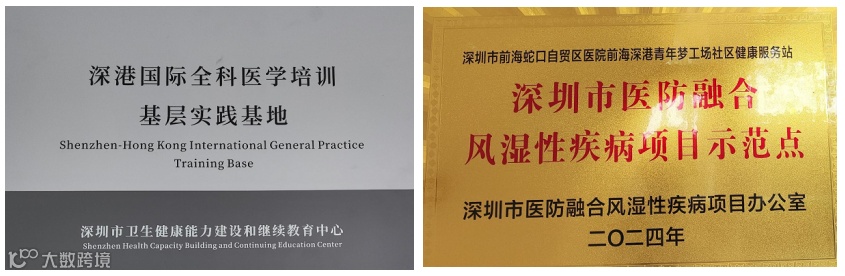 深港国际全科医学培训
基层实践基地
Shenzhen-Hong Kong International General Practice
Training Base
深圳市卫生健康能力建设和继续教育中心
Shenzhen Health Capacity Building and Continuing Education Center
大数跨境
深圳市前海蛇口自贸区医院前海深港青年梦工场社区健康服务站
深圳市医防融合
风湿性疾病项目示范点
深圳市医防融合风湿性疾病项目办公室
二〇二四年